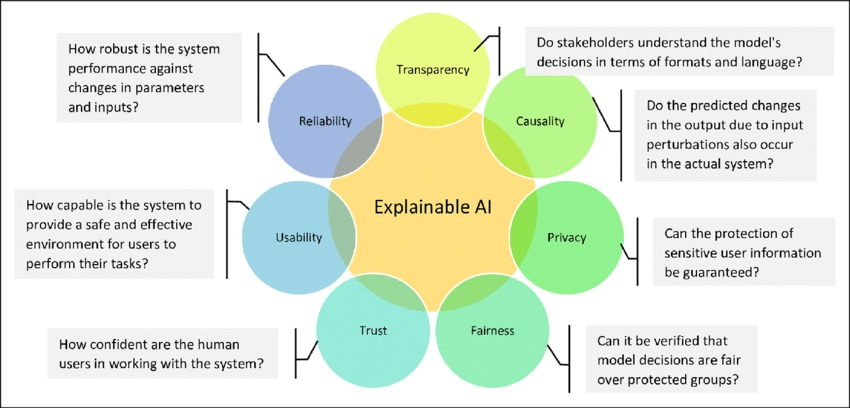 Explainable AI
Transparency
Do stakeholders understand the model's
decisions in terms of formats and language?
Causality
Do the predicted changes
in the output due to input
perturbations also occur
in the actual system?
Privacy
Can the protection of
sensitive user information
be guaranteed?
Fairness
Can it be verified that
model decisions are fair
over protected groups?
Trust
How confident are the human
users in working with the system?
Usability
How capable is the system to
provide a safe and effective
environment for users to
perform their tasks?
Reliability
How robust is the system
performance against
changes in parameters
and inputs?